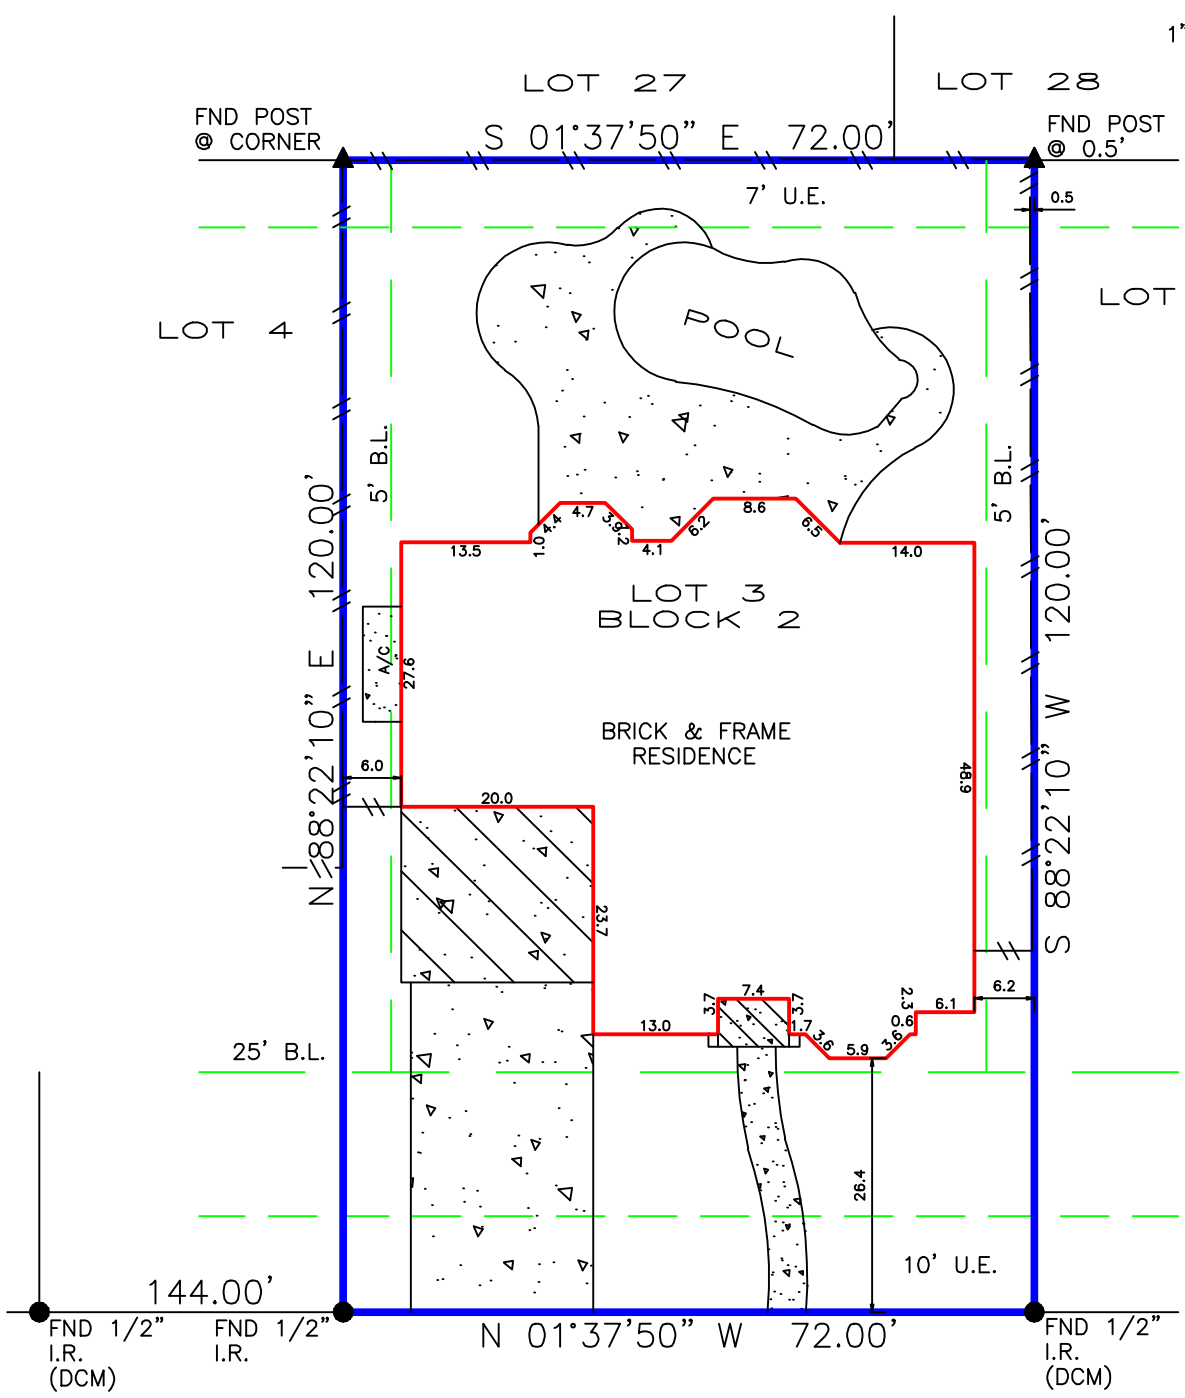 1"
LOT 27
LOT 28
FND POST
@ CORNER
S 01°37'50" E 72.00'
FND POST
@ 0.5'
7' U.E.
0.5
LOT 4
LOT
POOL
5' B.L.
5' B.L.
N 88°22'10" E 120.00'
S 88°22'10" W 120.00'
13.5
1.0
4.4
4.7
3.9
4.1
6.2
8.6
6.5
14.0
LOT 3
BLOCK 2
A/C
27.6
BRICK & FRAME
RESIDENCE
48.9
6.0
20.0
23.7
7.4
3.7
3.7
13.0
1.7
3.6
5.9
3.6
0.6
2.3
6.1
6.2
25' B.L.
26.4
10' U.E.
144.00'
FND 1/2"
I.R.
(DCM)
FND 1/2"
I.R.
N 01°37'50" W 72.00'
FND 1/2"
I.R.
(DCM)